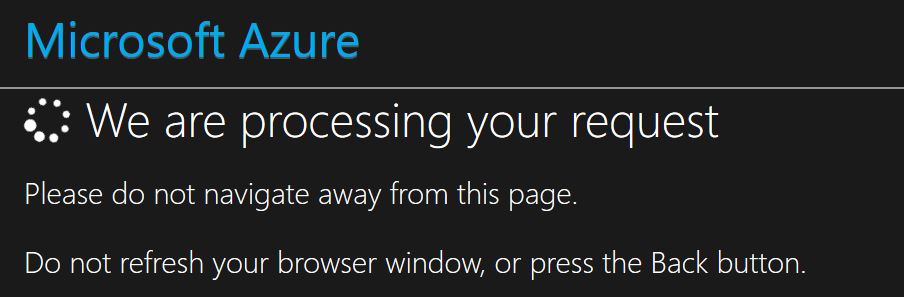 Microsoft Azure
We are processing your request
Please do not navigate away from this page.
Do not refresh your browser window, or press the Back button.